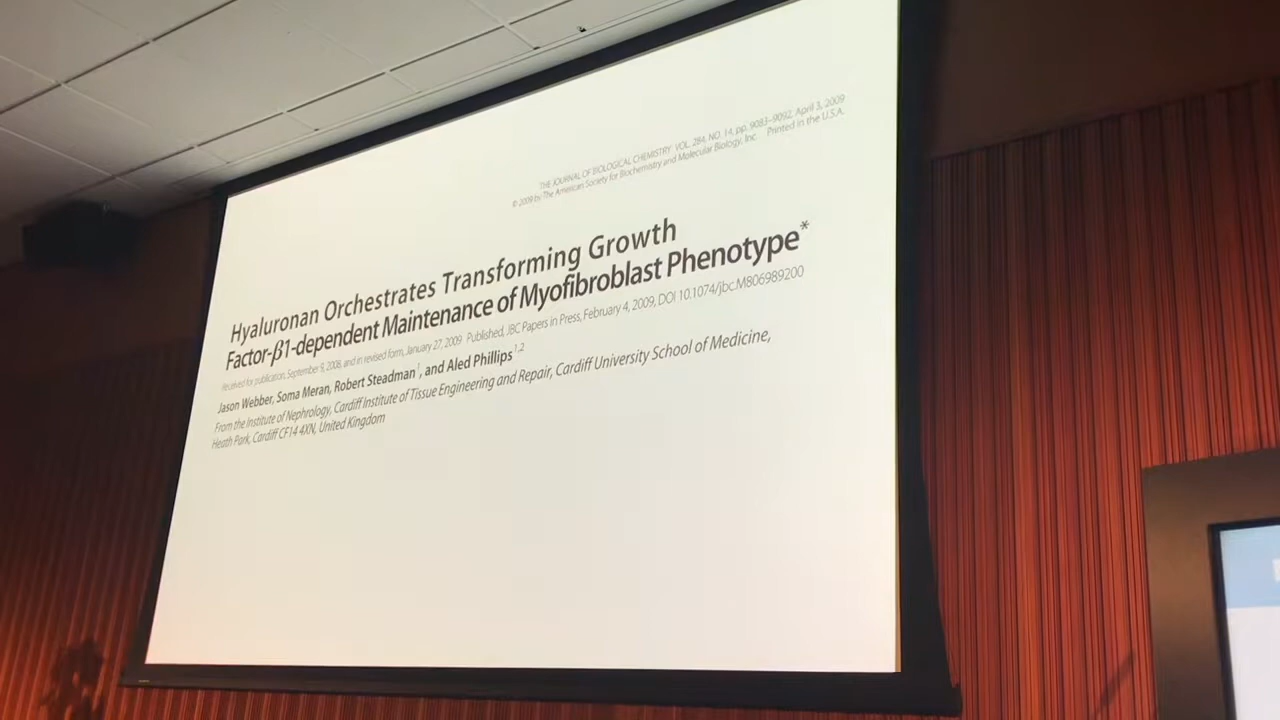 THE JOURNAL OF BIOLOGICAL CHEMISTRY VOL. 284, NO. 14, pp. 9083–9092, April 3, 2009
© 2009 by The American Society for Biochemistry and Molecular Biology, Inc. Printed in the U.S.A.
Hyaluronan Orchestrates Transforming Growth
Factor-β1-dependent Maintenance of Myofibroblast Phenotype*
Received for publication, September 9, 2008, and in revised form, January 27, 2009 Published, JBC Papers in Press, February 4, 2009, DOI 10.1074/jbc.M806989200
Jason Webber, Soma Meran, Robert Steadman1, and Aled Phillips1,2
From the Institute of Nephrology, Cardiff Institute of Tissue Engineering and Repair, Cardiff University School of Medicine,
Heath Park, Cardiff CF14 4XN, United Kingdom